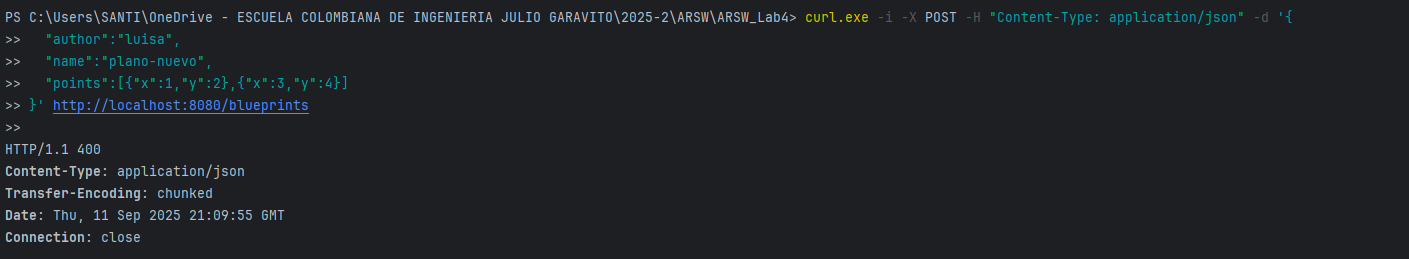 PS C:\Users\SANTI\OneDrive - ESCUELA COLOMBIANA DE INGENIERIA JULIO GARAVITO\2025-2\ARSW\ARSW_Lab4> curl.exe -i -X POST -H "Content-Type: application/json" -d '{
>>   "author":"luisa",
>>   "name":"plano-nuevo",
>>   "points":[{"x":1,"y":2},{"x":3,"y":4}]
>> }' http://localhost:8080/blueprints
>>
HTTP/1.1 400
Content-Type: application/json
Transfer-Encoding: chunked
Date: Thu, 11 Sep 2025 21:09:55 GMT
Connection: close